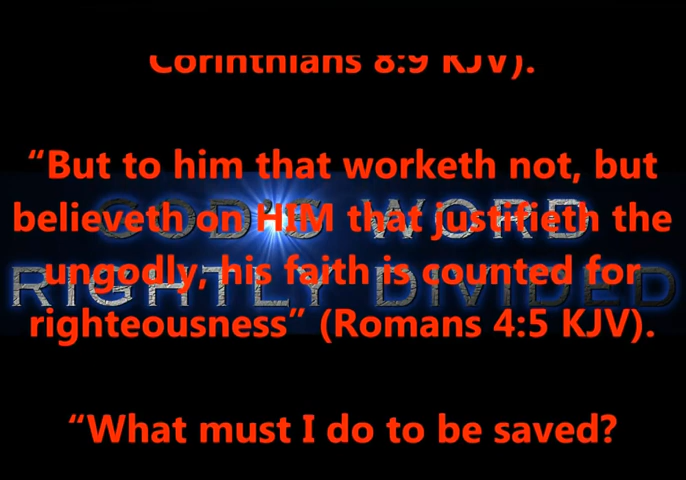 Corinthians 8:9 KJV).
“But to him that worketh not, but
believeth on HIM that justifieth the
GOD'S WORD
ungodly, his faith is counted for
RIGHTLY DIVIDED
righteousness” (Romans 4:5 KJV).
“What must I do to be saved?